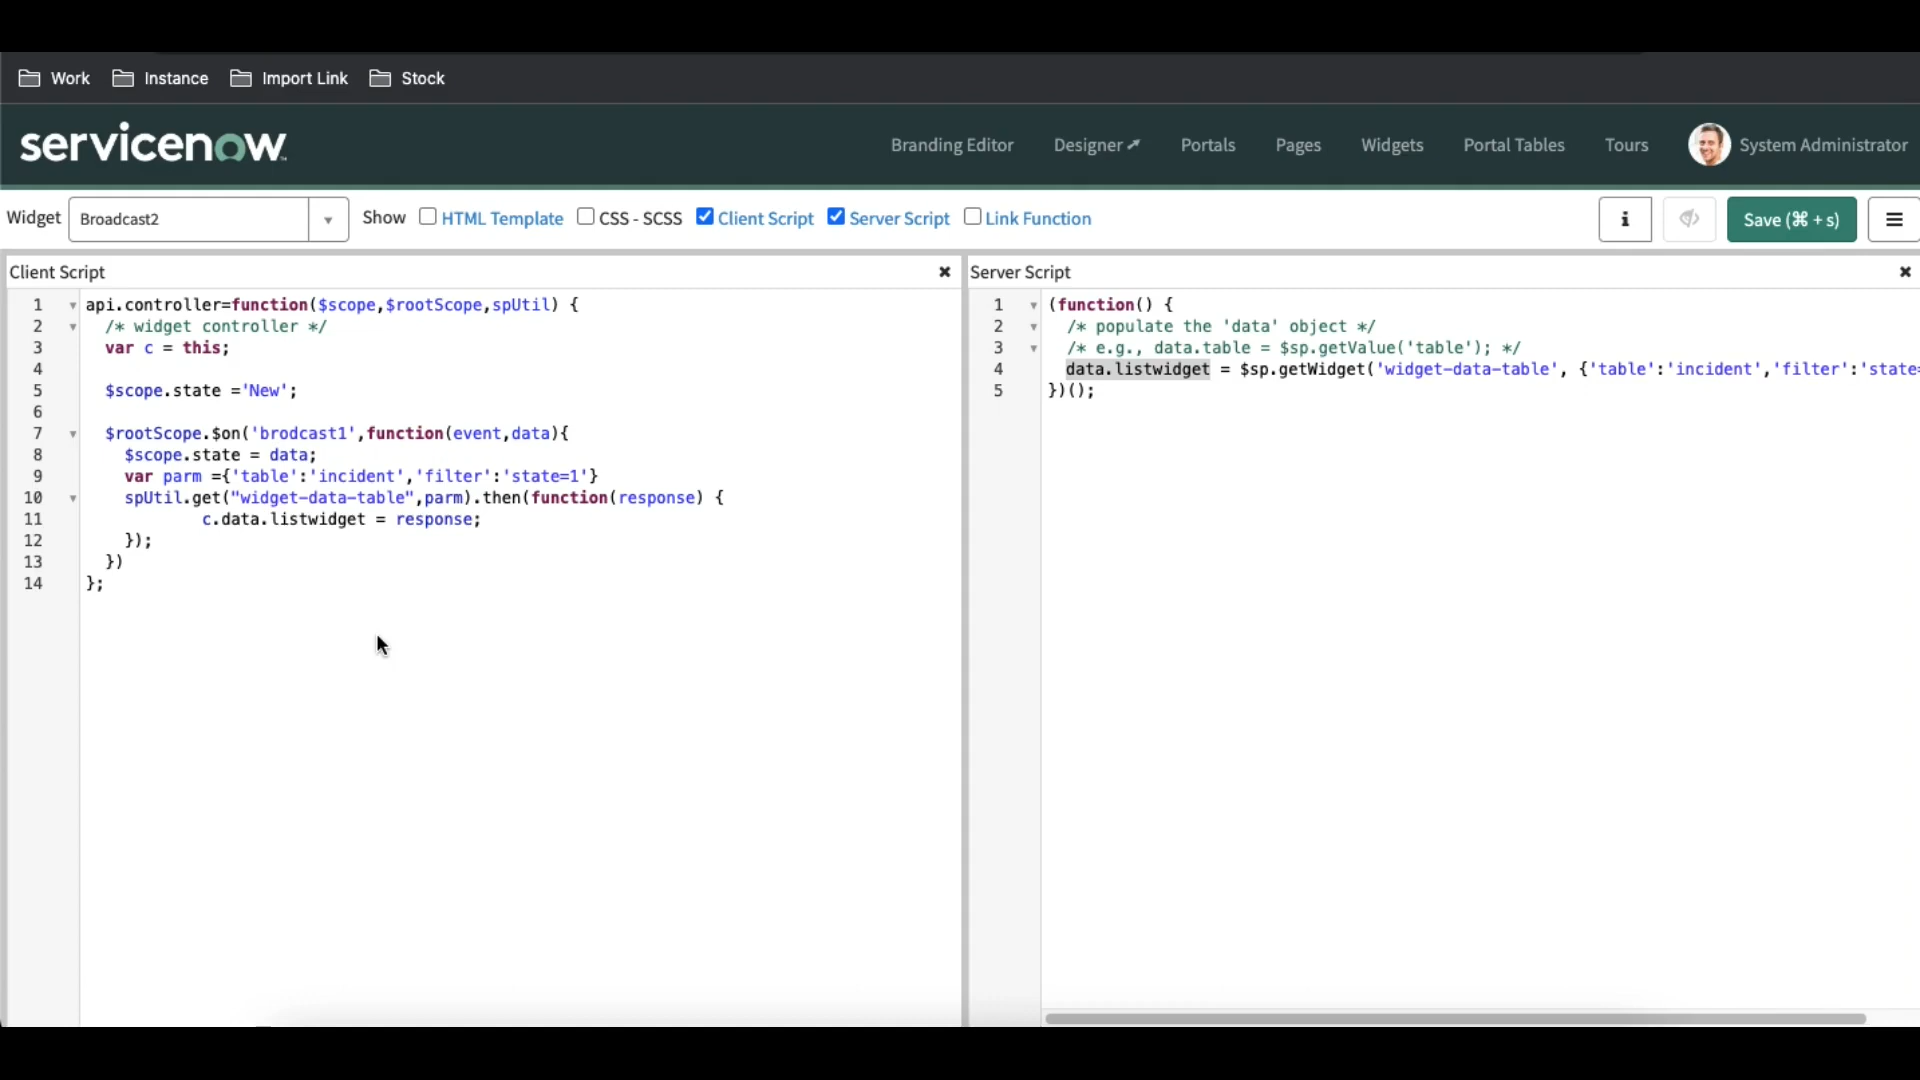 Work Instance Import Link Stock
servicenow Branding Editor Designer Portals Pages Widgets Portal Tables Tours System Administrator
Widget Broadcast2 Show HTML Template CSS - SCSS Client Script Server Script Link Function i Save (⌘ + s)
Client Script
1 api.controller=function($scope,$rootScope,spUtil) {
2 /* widget controller */
3 var c = this;
4
5 $scope.state ='New';
6
7 $rootScope.$on('brodcast1',function(event,data){
8 $scope.state = data;
9 var parm ={'table':'incident','filter':'state=1'}
10 spUtil.get("widget-data-table",parm).then(function(response) {
11 c.data.listwidget = response;
12 });
13 })
14 };
Server Script
1 (function() {
2 /* populate the 'data' object */
3 /* e.g., data.table = $sp.getValue('table'); */
4 data.listwidget = $sp.getWidget('widget-data-table', {'table':'incident','filter':'state=
5 })();